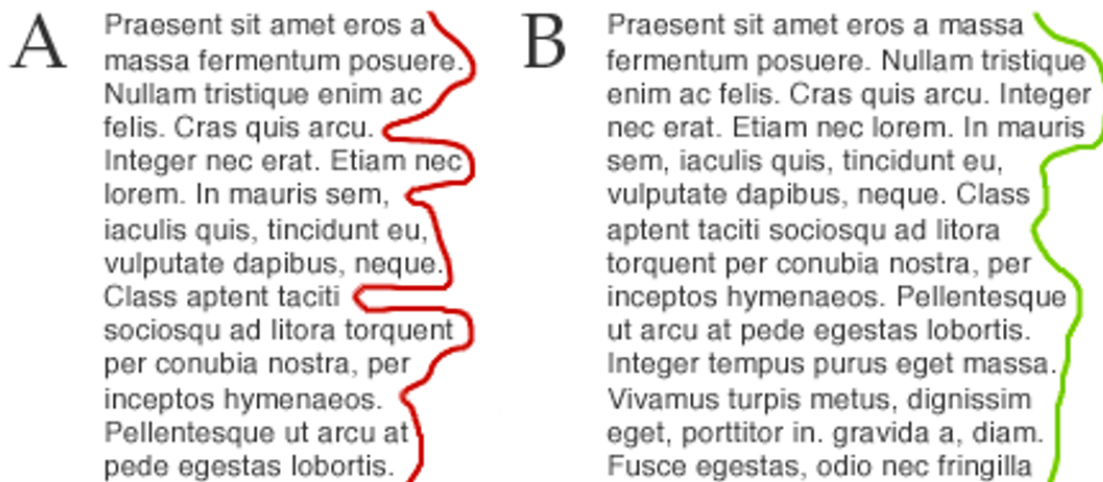 A
Praesent sit amet eros a
massa fermentum posuere.
Nullam tristique enim ac
felis. Cras quis arcu.
Integer nec erat. Etiam nec
lorem. In mauris sem,
iaculis quis, tincidunt eu,
vulputate dapibus, neque.
Class aptent taciti
sociosqu ad litora torquent
per conubia nostra, per
inceptos hymenaeos.
Pellentesque ut arcu at
pede egestas lobortis.
B
Praesent sit amet eros a massa
fermentum posuere. Nullam tristique
enim ac felis. Cras quis arcu. Integer
nec erat. Etiam nec lorem. In mauris
sem, iaculis quis, tincidunt eu,
vulputate dapibus, neque. Class
aptent taciti sociosqu ad litora
torquent per conubia nostra, per
inceptos hymenaeos. Pellentesque
ut arcu at pede egestas lobortis.
Integer tempus purus eget massa.
Vivamus turpis metus, dignissim
eget, porttitor in. gravida a, diam.
Fusce egestas, odio nec fringilla